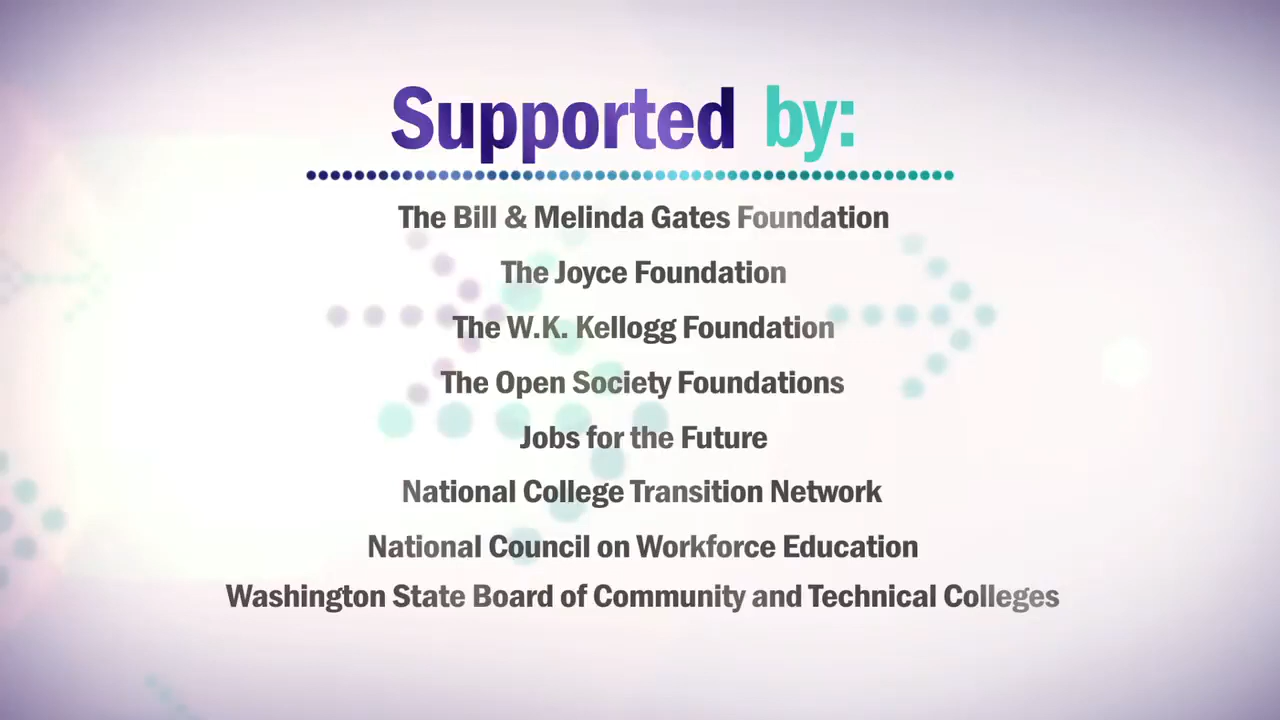 Supported by:
The Bill & Melinda Gates Foundation
The Joyce Foundation
The W.K. Kellogg Foundation
The Open Society Foundations
Jobs for the Future
National College Transition Network
National Council on Workforce Education
Washington State Board of Community and Technical Colleges